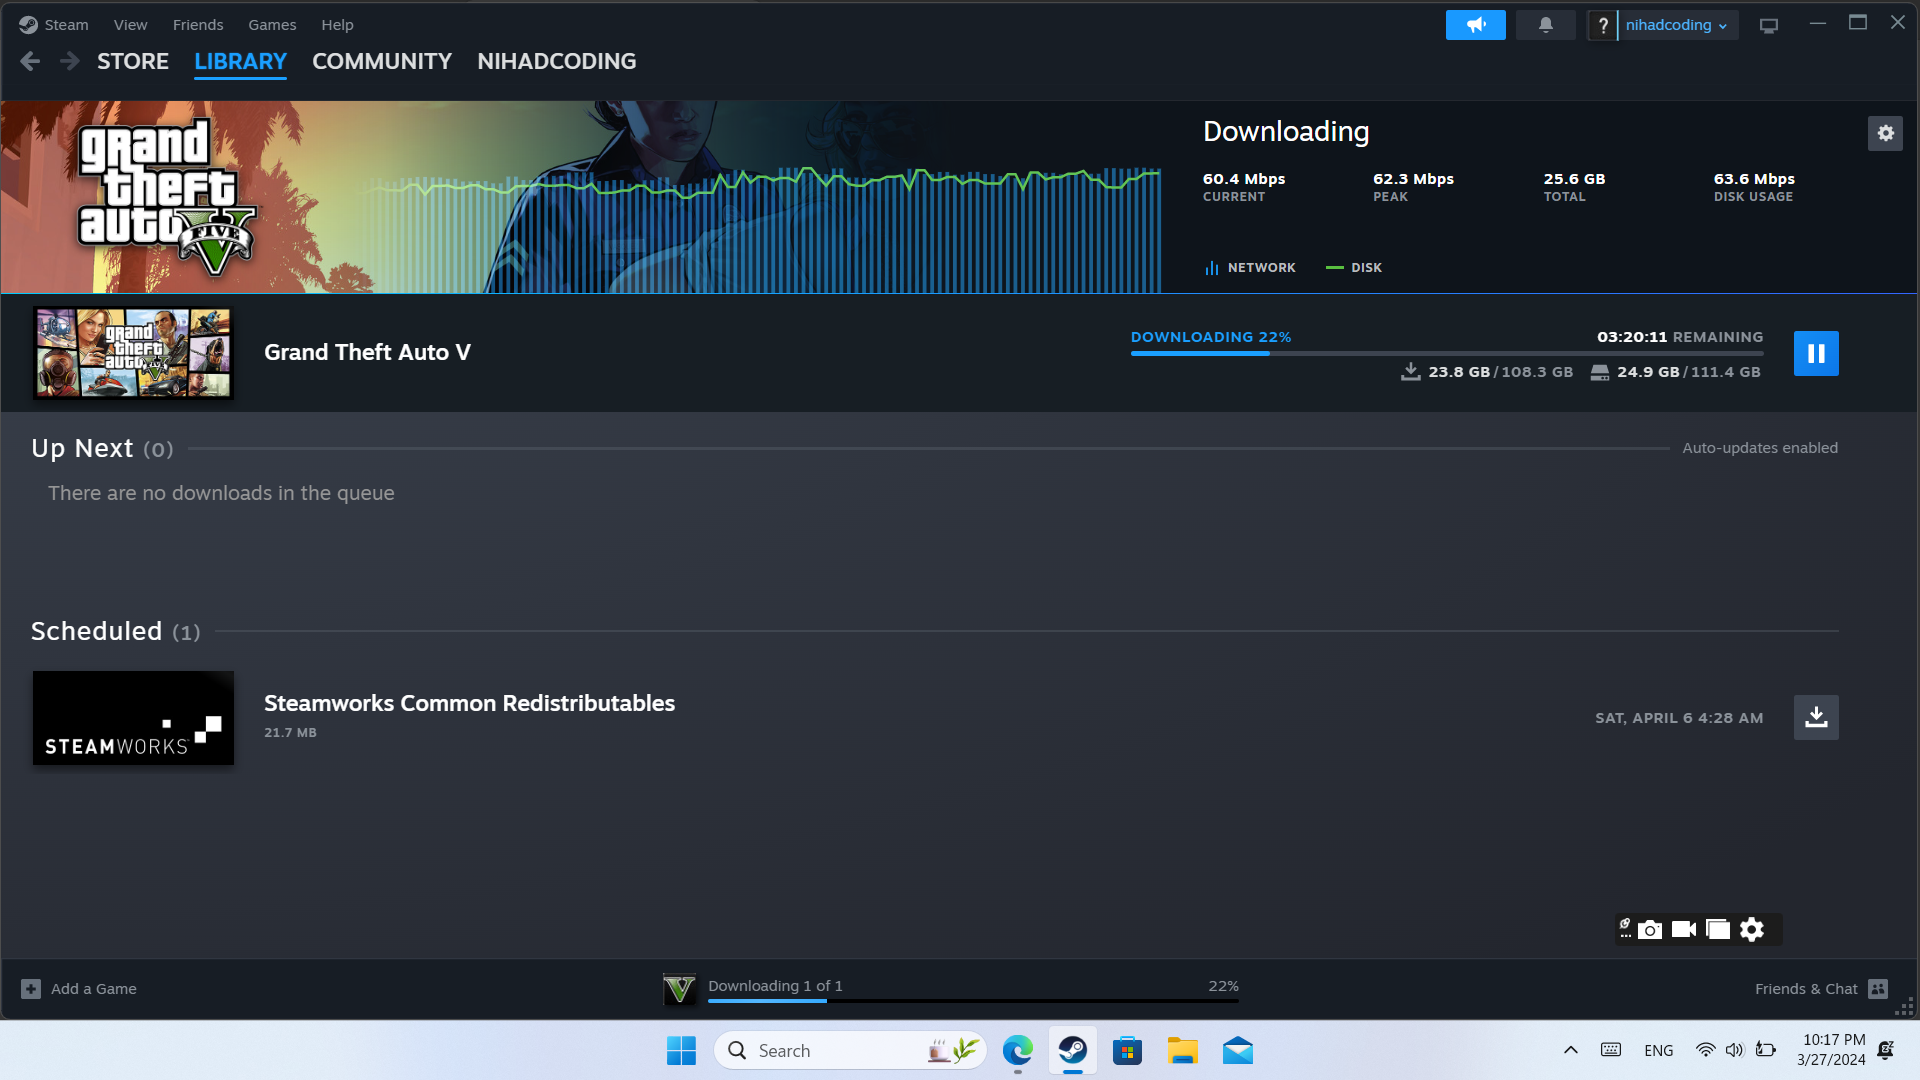 Steam View Friends Games Help
? nihadcoding
STORE LIBRARY COMMUNITY NIHADCODING
grand
theft
auto
FIVE
Downloading
60.4 Mbps 62.3 Mbps 25.6 GB 63.6 Mbps
CURRENT PEAK TOTAL DISK USAGE
NETWORK DISK
grand
theft
auto
V
Grand Theft Auto V
DOWNLOADING 22% 03:20:11 REMAINING
23.8 GB/108.3 GB 24.9 GB/111.4 GB
Up Next (0) Auto-updates enabled
There are no downloads in the queue
Scheduled (1)
STEAMWORKS
Steamworks Common Redistributables
21.7 MB
SAT, APRIL 6 4:28 AM
Add a Game
Downloading 1 of 1 22%
Friends & Chat
Search
ENG
10:17 PM
3/27/2024